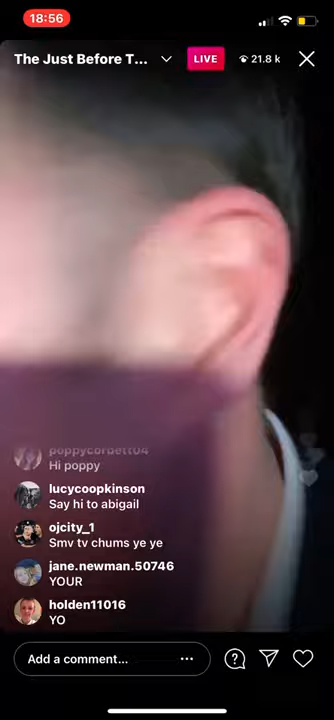 18:56
The Just Before T... LIVE 21.8 k
poppycorbett04
Hi poppy
lucycoopkinson
Say hi to abigail
ojcity_1
Smv tv chums ye ye
jane.newman.50746
YOUR
holden11016
YO
Add a comment...